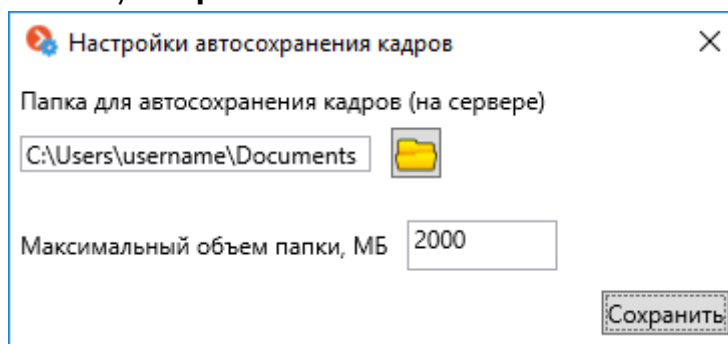 Настройки автосохранения кадров
Папка для автосохранения кадров (на сервере)
C:\Users\username\Documents
Максимальный объем папки, МБ 2000
Сохранить